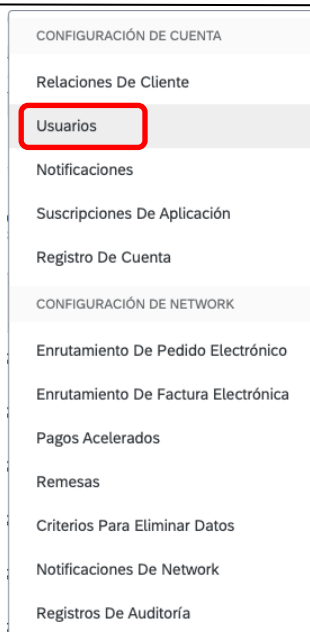 CONFIGURACIÓN DE CUENTA
Relaciones De Cliente
Usuarios
Notificaciones
Suscripciones De Aplicación
Registro De Cuenta
CONFIGURACIÓN DE NETWORK
Enrutamiento De Pedido Electrónico
Enrutamiento De Factura Electrónica
Pagos Acelerados
Remesas
Criterios Para Eliminar Datos
Notificaciones De Network
Registros De Auditoría